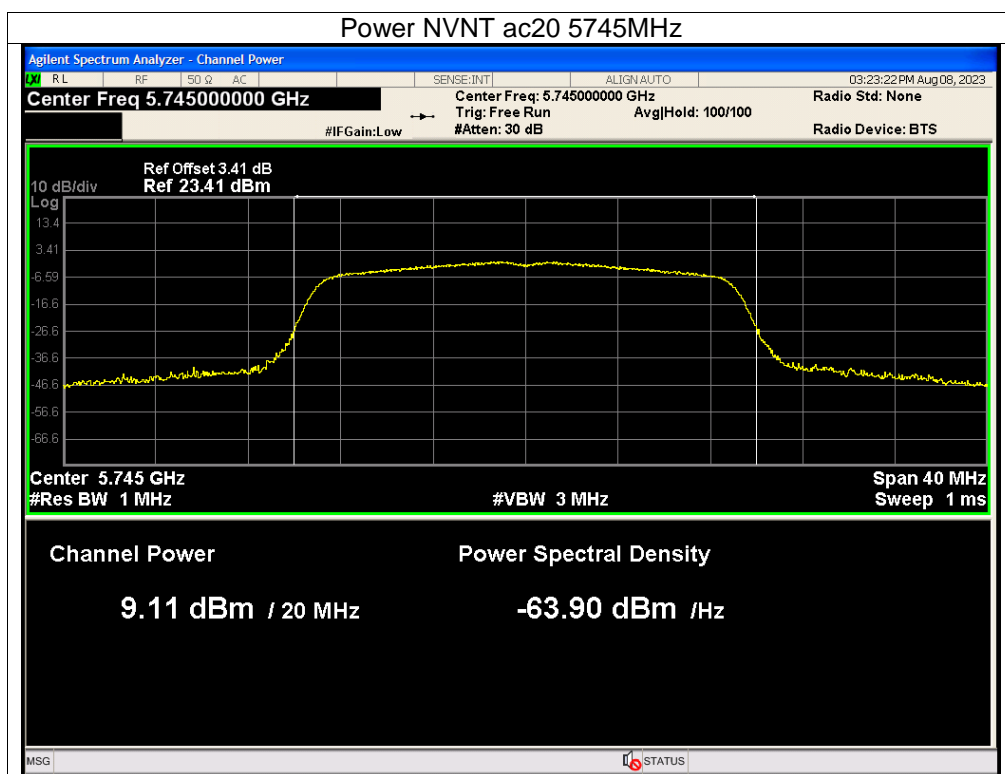 Power NVNT ac20 5745MHz
Agilent Spectrum Analyzer - Channel Power
LXI RL RF 50 Ω AC SENSE:INT ALIGN AUTO 03:23:22 PM Aug 08, 2023
Center Freq 5.745000000 GHz Center Freq: 5.745000000 GHz Radio Std: None
Trig: Free Run Avg|Hold: 100/100
#IFGain:Low #Atten: 30 dB Radio Device: BTS
Ref Offset 3.41 dB
10 dB/div Ref 23.41 dBm
Log
13.4
3.41
-6.59
-16.6
-26.6
-36.6
-46.6
-56.6
-66.6
Center 5.745 GHz Span 40 MHz
#Res BW 1 MHz #VBW 3 MHz Sweep 1 ms
Channel Power Power Spectral Density
9.11 dBm / 20 MHz -63.90 dBm /Hz
MSG STATUS